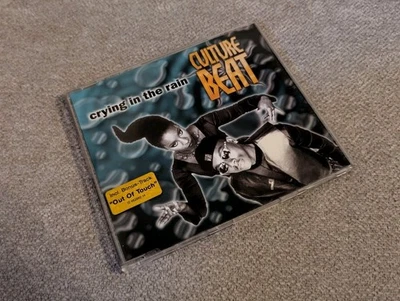 crying in the rain
CULTURE
BEAT
incl. Bonus-Track
"Out Of Touch"